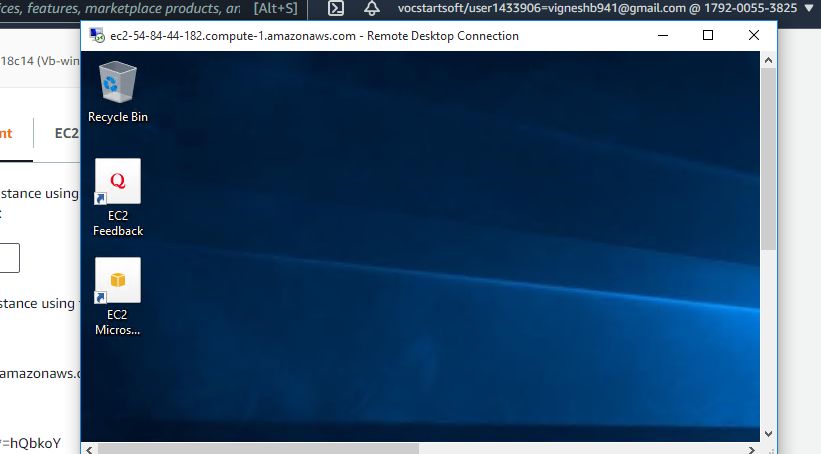 ices, features, marketplace products, an [Alt+S] vocstartsoft/user1433906=vigneshb941@gmail.com @ 1792-0055-3825
ec2-54-84-44-182.compute-1.amazonaws.com - Remote Desktop Connection
18c14 (Vb-win
Recycle Bin
nt EC2
stance using
:
EC2
Feedback
stance using
EC2
Micros...
amazonaws.c
*=hQbkoY